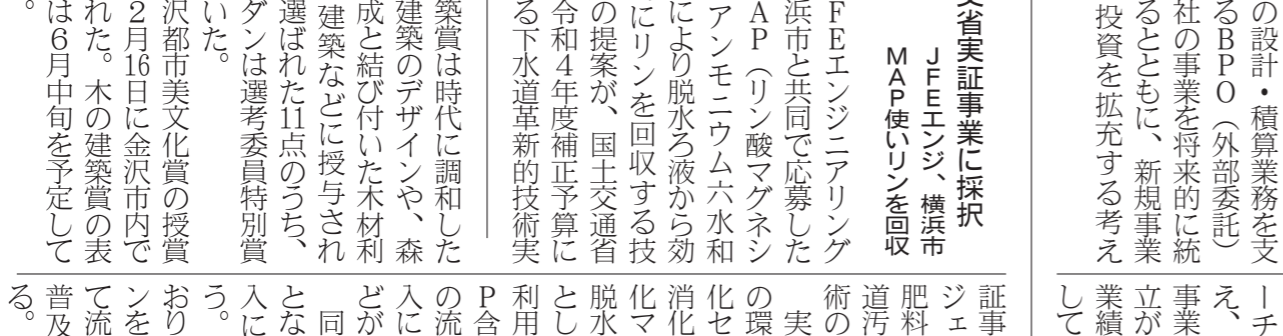 の設計・積算業務を支
るBPO(外部委託)
社の事業を将来的に統
るとともに、新規事業
投資を拡充する考え
省実証事業に採択
JFEエンジ、横浜市
MAP使いリンを回収
FEエンジニアリング
浜市と共同で応募した
AP(リン酸マグネシ
アンモニウム六水和
により脱水ろ液から効
にリンを回収する技
の提案が、国土交通省
令和4年度補正予算に
る下水道革新的技術実
築賞は時代に調和した
建築のデザインや、森
成と結び付いた木材利
建築などに授与され
選ばれた11点のうち、
ダンは選考委員特別賞
いた。
沢都市美文化賞の授賞
2月16日に金沢市内で
れた。木の建築賞の表
は6月中旬を予定して
。
ーチ
え、
事業
立が
業績
して
証事
ジェ
肥料
道汚
術の
実
の環
化セ
消化
化マ
脱水
とし
利用
P含
の流
入に
どが
同
とな
入に
う。
おり
ンを
て流
普及
る。